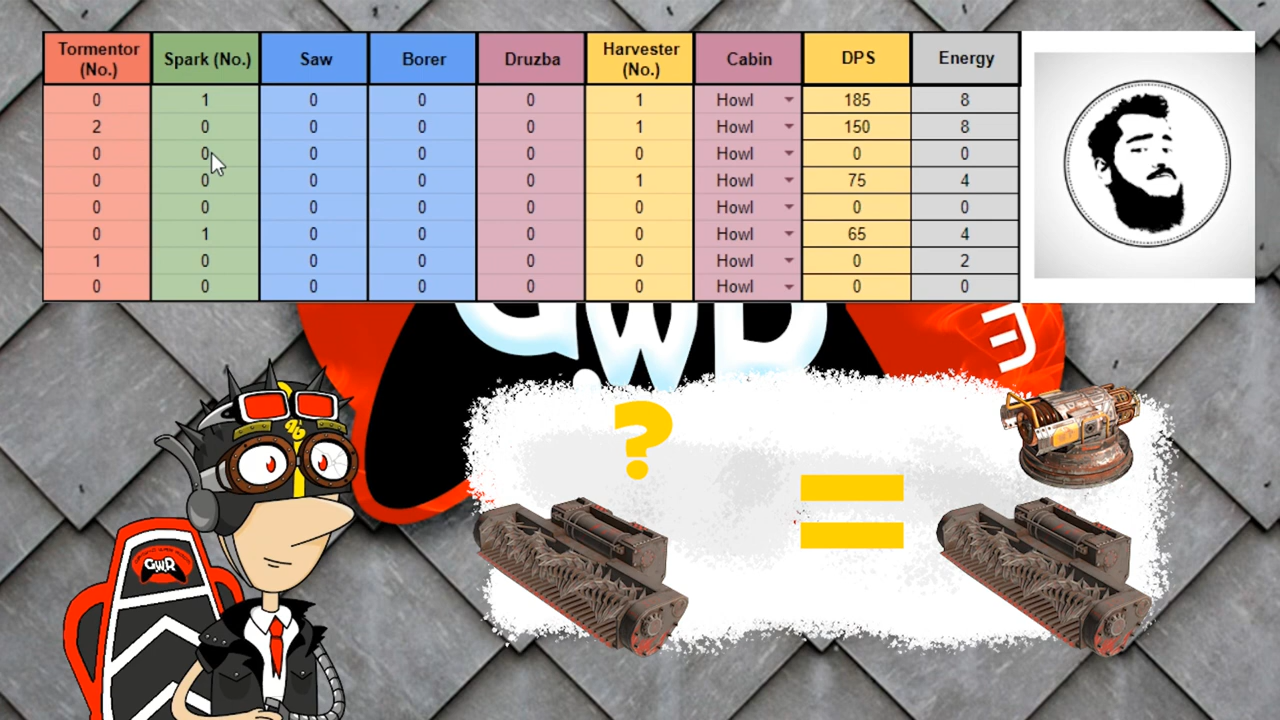 Tormentor (No.) Spark (No.) Saw Borer Druzba Harvester (No.) Cabin DPS Energy
0 1 0 0 0 1 Howl 185 8
2 0 0 0 0 1 Howl 150 8
0 0 0 0 0 0 Howl 0 0
0 0 0 0 0 1 Howl 75 4
0 0 0 0 0 0 Howl 0 0
0 1 0 0 0 0 Howl 65 4
1 0 0 0 0 0 Howl 0 2
0 0 0 0 0 0 Howl 0 0
GWR
?
=
GWR